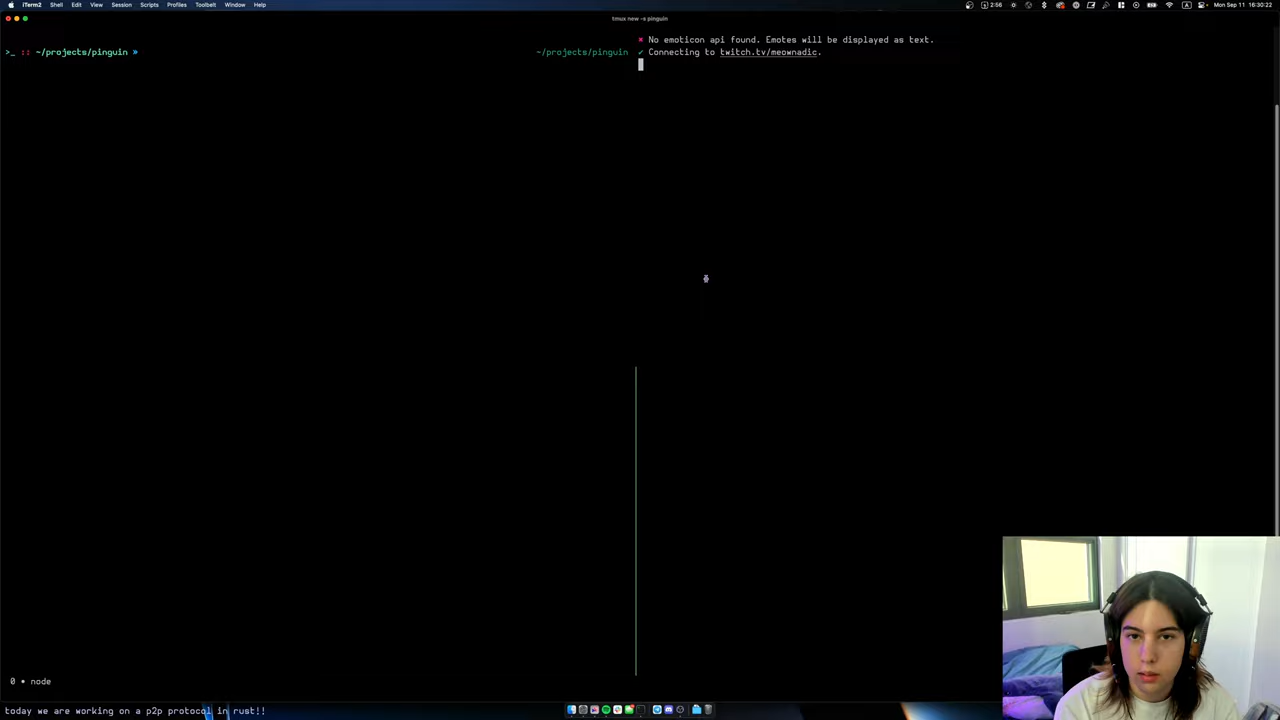 iTerm2 Shell Edit View Session Scripts Profiles Toolbelt Window Help
2:56
Mon Sep 11 16:30:22
tmux new -s pinguin
>_ :: ~/projects/pinguin »
~/projects/pinguin
✖ No emoticon api found. Emotes will be displayed as text.
✔ Connecting to twitch.tv/meownadic.
0 • node
today we are working on a p2p protocol in rust!!